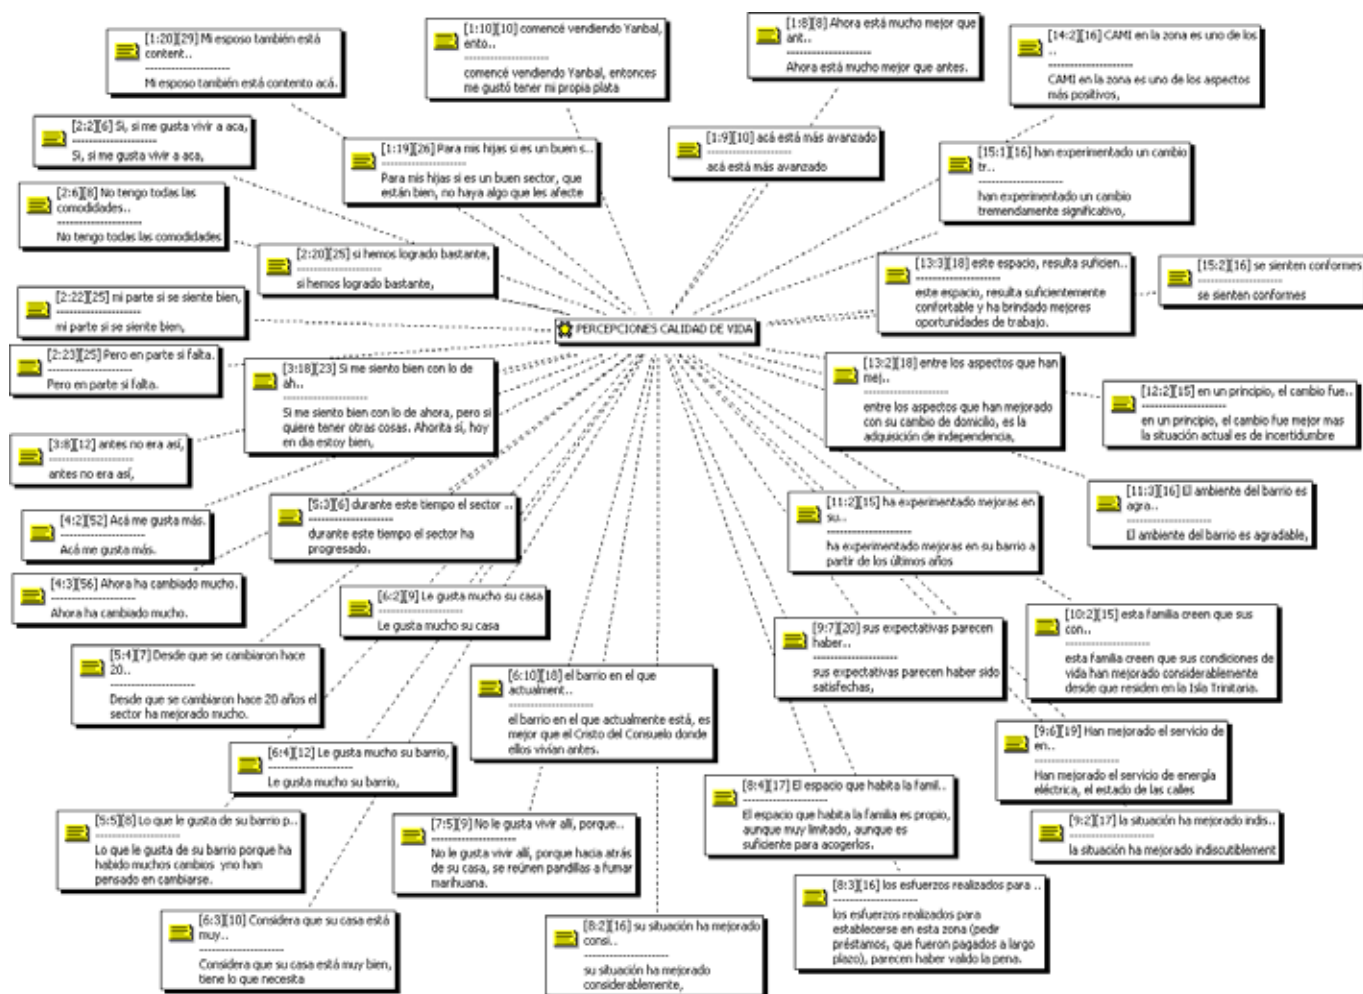 [1:20][29] Mi esposo también está
content..
--------------------
Mi esposo también está contento acá.
[1:10][10] comencé vendiendo Yanbal,
ento..
--------------------
comencé vendiendo Yanbal, entonces
me gustó tener mi propia plata
[1:8][8] Ahora está mucho mejor que
ant..
--------------------
Ahora está mucho mejor que antes.
[14:2][16] CAMI en la zona es uno de los
..
--------------------
CAMI en la zona es uno de los aspectos
más positivos,
[2:2][6] Si, si me gusta vivir a aca,
--------------------
Si, si me gusta vivir a aca,
[1:19][26] Para mis hijas si es un buen s...
--------------------
Para mis hijas si es un buen sector, que
están bien, no haya algo que les afecte
[1:9][10] acá está más avanzado
--------------------
acá está más avanzado
[15:1][16] han experimentado un cambio
tr..
--------------------
han experimentado un cambio
tremendamente significativo,
[2:6][8] No tengo todas las
comodidades..
--------------------
No tengo todas las comodidades
[2:20][25] si hemos logrado bastante,
--------------------
si hemos logrado bastante,
[13:3][18] este espacio, resulta suficien..
--------------------
este espacio, resulta suficientemente
confortable y ha brindado mejores
oportunidades de trabajo.
[15:2][16] se sienten conformes
--------------------
se sienten conformes
[2:22][25] mi parte si se siente bien,
--------------------
mi parte si se siente bien,
PERCEPCIONES CALIDAD DE VIDA
[2:23][25] Pero en parte si falta.
--------------------
Pero en parte si falta.
[3:18][23] Si me siento bien con lo de
ah..
--------------------
Si me siento bien con lo de ahora, pero si
quiere tener otras cosas. Ahorita sí, hoy
en dia estoy bien,
[13:2][18] entre los aspectos que han
mej..
--------------------
entre los aspectos que han mejorado
con su cambio de domicilio, es la
adquisición de independencia,
[12:2][15] en un principio, el cambio fue..
--------------------
en un principio, el cambio fue mejor mas
la situación actual es de incertidumbre
[3:8][12] antes no era así,
--------------------
antes no era así,
[4:2][52] Acá me gusta más.
--------------------
Acá me gusta más.
[5:3][6] durante este tiempo el sector ..
--------------------
durante este tiempo el sector ha
progresado.
[11:2][15] ha experimentado mejoras en
su..
--------------------
ha experimentado mejoras en su barrio a
partir de los últimos años
[11:3][16] El ambiente del barrio es
agra..
--------------------
El ambiente del barrio es agradable,
[4:3][56] Ahora ha cambiado mucho.
--------------------
Ahora ha cambiado mucho.
[6:2][9] Le gusta mucho su casa
--------------------
Le gusta mucho su casa
[9:7][20] sus expectativas parecen
haber..
--------------------
sus expectativas parecen haber sido
satisfechas,
[10:2][15] esta familia creen que sus
con..
--------------------
esta familia creen que sus condiciones de
vida han mejorado considerablemente
desde que residen en la Isla Trinitaria.
[5:4][7] Desde que se cambiaron hace
20..
--------------------
Desde que se cambiaron hace 20 años el
sector ha mejorado mucho.
[6:10][18] el barrio en el que
actualment..
--------------------
el barrio en el que actualmente está, es
mejor que el Cristo del Consuelo donde
ellos vivían antes.
[6:4][12] Le gusta mucho su barrio,
--------------------
Le gusta mucho su barrio,
[9:6][19] Han mejorado el servicio de
en..
--------------------
Han mejorado el servicio de energía
eléctrica, el estado de las calles
[8:4][17] El espacio que habita la famil..
--------------------
El espacio que habita la familia es propio,
aunque muy limitado, aunque es
suficiente para acogerlos.
[5:5][8] Lo que le gusta de su barrio p..
--------------------
Lo que le gusta de su barrio porque ha
habido muchos cambios yno han
pensado en cambiarse.
[7:5][9] No le gusta vivir allí, porque..
--------------------
No le gusta vivir allí, porque hacia atrás
de su casa, se reúnen pandillas a fumar
marihuana.
[9:2][17] la situación ha mejorado indis..
--------------------
la situación ha mejorado indiscutiblement
[6:3][10] Considera que su casa está
muy..
--------------------
Considera que su casa está muy bien,
tiene lo que necesita
[8:2][16] su situación ha mejorado
consi..
--------------------
su situación ha mejorado
considerablemente,
[8:3][16] los esfuerzos realizados para ..
--------------------
los esfuerzos realizados para
establecerse en esta zona (pedir
préstamos, que fueron pagados a largo
plazo), parecen haber valido la pena.